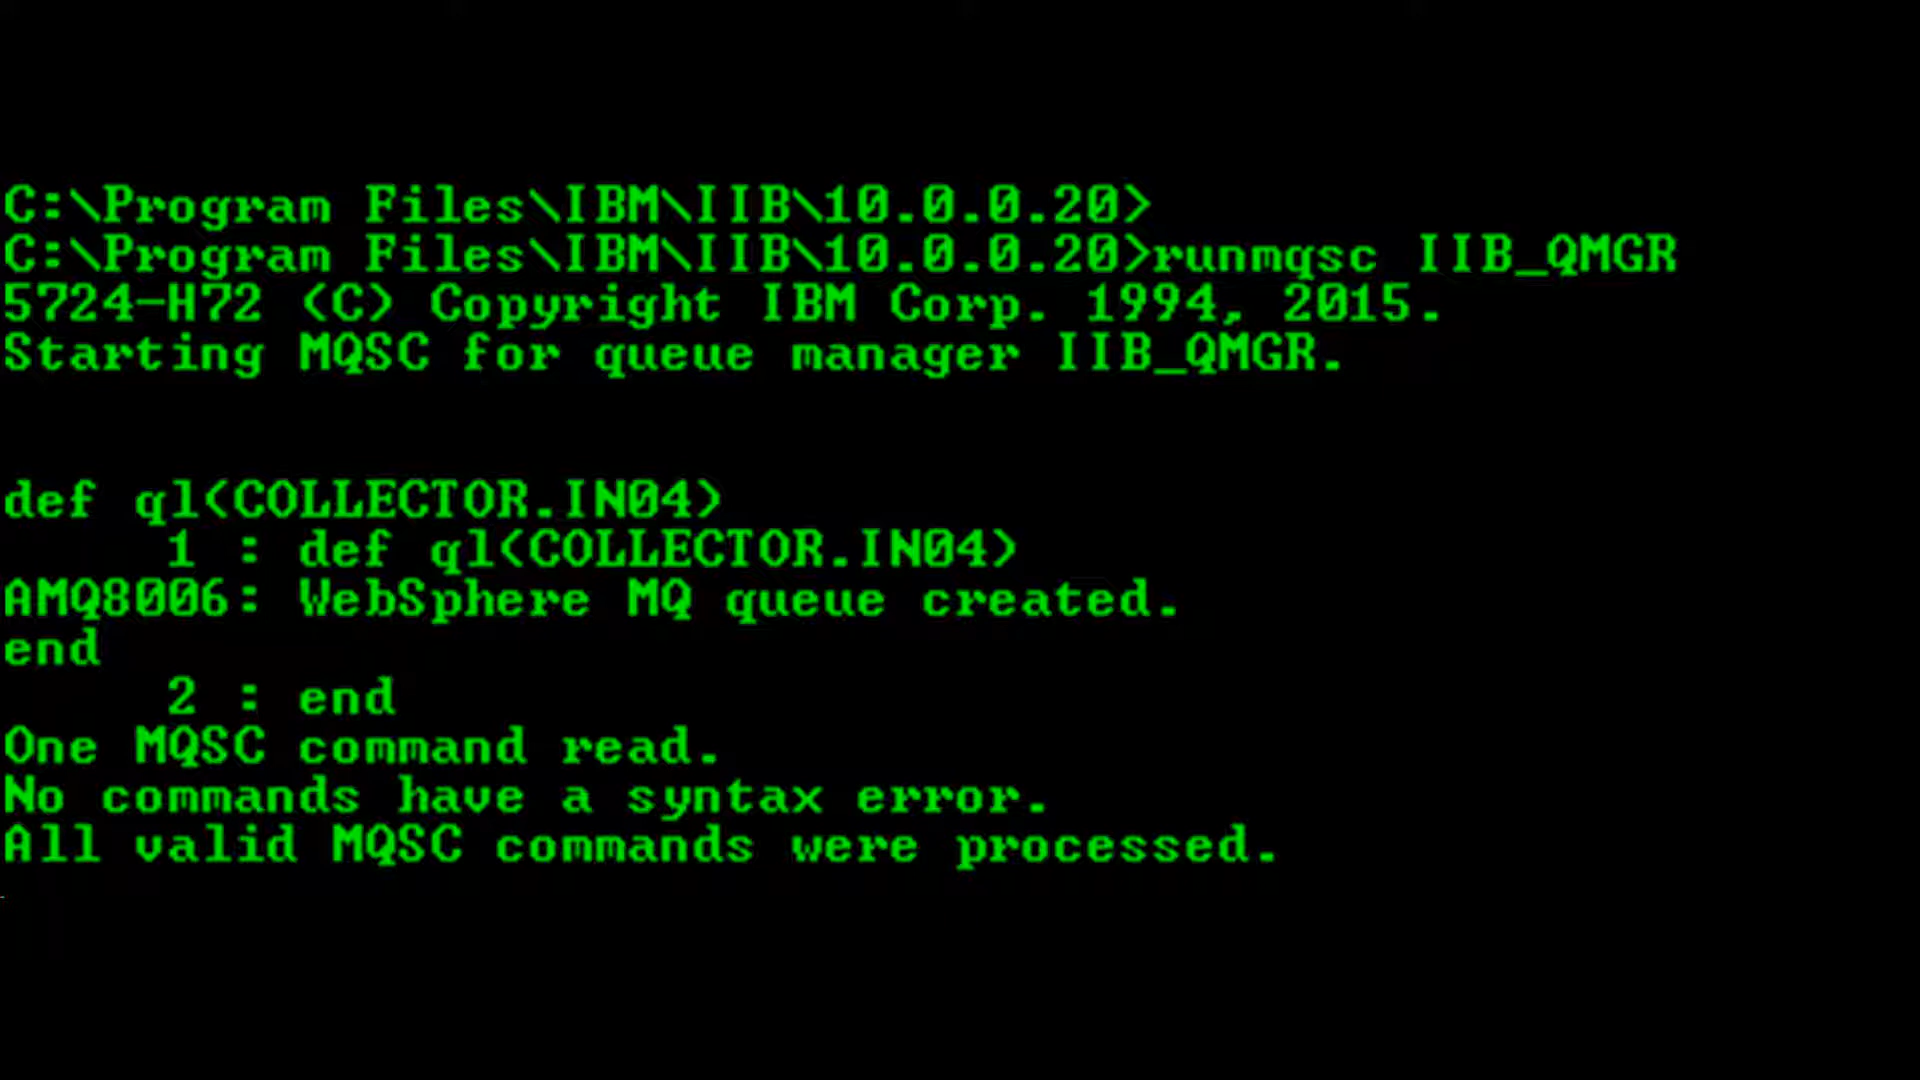 C:\Program Files\IBM\IIB\10.0.0.20>
C:\Program Files\IBM\IIB\10.0.0.20>runmqsc IIB_QMGR
5724-H72 (C) Copyright IBM Corp. 1994, 2015.
Starting MQSC for queue manager IIB_QMGR.
def ql(COLLECTOR.IN04)
1 : def ql(COLLECTOR.IN04)
AMQ8006: WebSphere MQ queue created.
end
2 : end
One MQSC command read.
No commands have a syntax error.
All valid MQSC commands were processed.